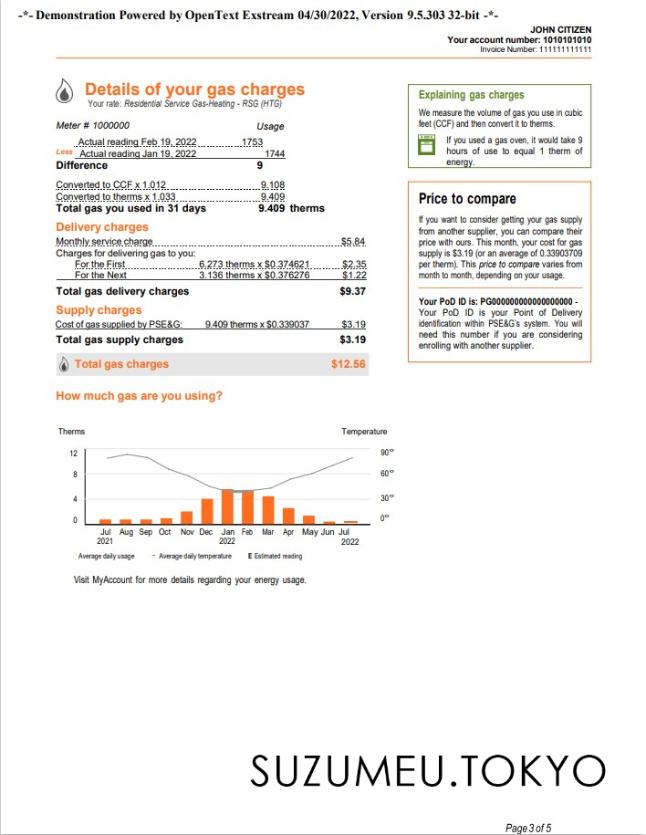 -*- Demonstration Powered by OpenText Exstream 04/30/2022, Version 9.5.303 32-bit -*-
JOHN CITIZEN
Your account number: 1010101010
Invoice Number: 111111111111
Details of your gas charges
Your rate: Residential Service Gas-Heating - RSG (HTG)
Meter # 1000000 Usage
Actual reading Feb 19, 2022 1753
Less Actual reading Jan 19, 2022 1744
Difference 9
Converted to CCF x 1.012 9.108
Converted to therms x 1.033 9.409
Total gas you used in 31 days 9.409 therms
Delivery charges
Monthly service charge $5.84
Charges for delivering gas to you:
For the First 6.273 therms x $0.374621 $2.35
For the Next 3.136 therms x $0.376276 $1.22
Total gas delivery charges $9.37
Supply charges
Cost of gas supplied by PSE&G: 9.409 therms x $0.339037 $3.19
Total gas supply charges $3.19
Total gas charges $12.56
How much gas are you using?
Therms Temperature
12 90°
8 60°
4 30°
0 0°
Jul Aug Sep Oct Nov Dec Jan Feb Mar Apr May Jun Jul
2021 2022 2022
Average daily usage - Average daily temperature E Estimated reading
Visit MyAccount for more details regarding your energy usage.
Explaining gas charges
We measure the volume of gas you use in cubic
feet (CCF) and then convert it to therms.
If you used a gas oven, it would take 9
hours of use to equal 1 therm of
energy.
Price to compare
If you want to consider getting your gas supply
from another supplier, you can compare their
price with ours. This month, your cost for gas
supply is $3.19 (or an average of 0.33903709
per therm). This price to compare varies from
month to month, depending on your usage.
Your PoD ID is: PG000000000000000000 -
Your PoD ID is your Point of Delivery
identification within PSE&G's system. You will
need this number if you are considering
enrolling with another supplier.
SUZUMEU.TOKYO
Page 3 of 5